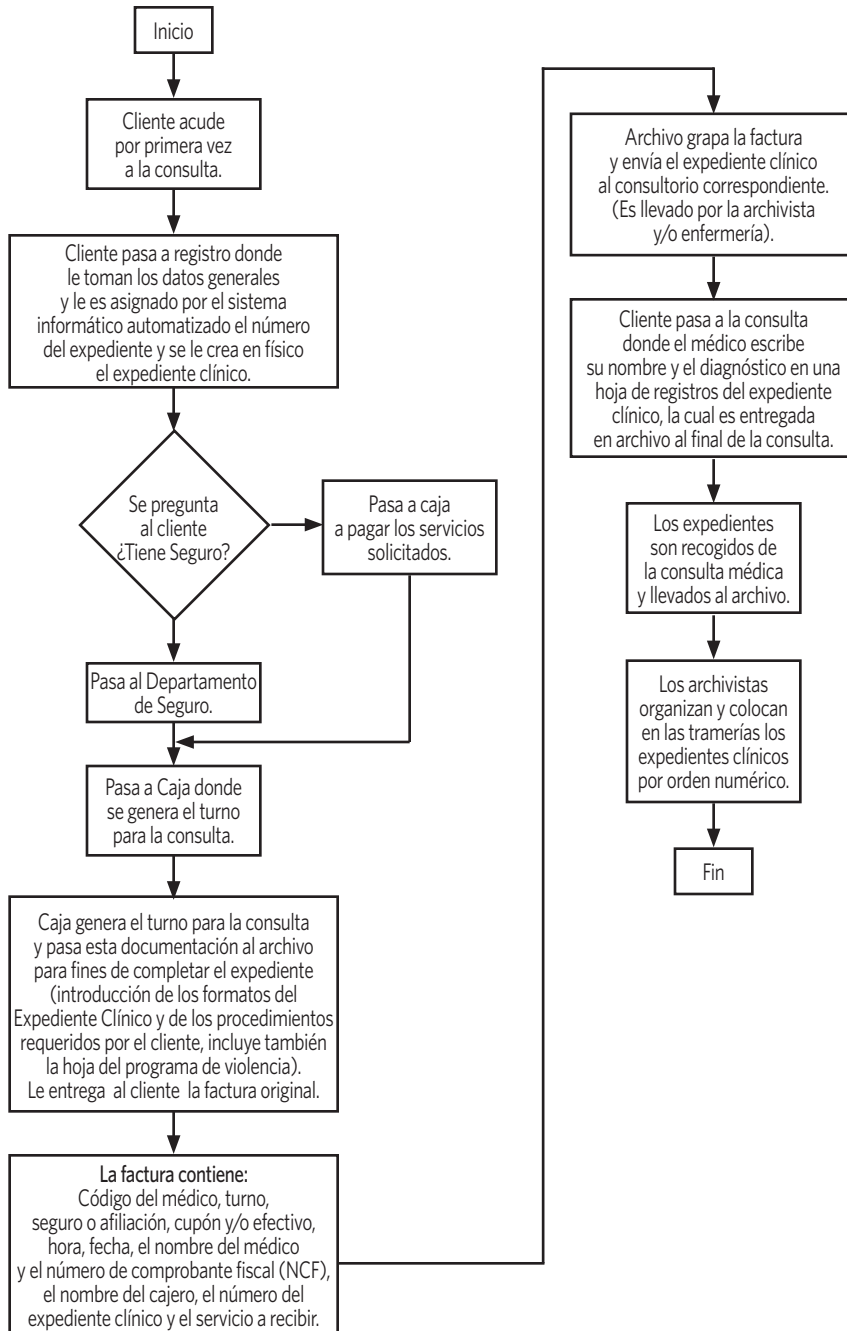 Inicio
Cliente acude
por primera vez
a la consulta.
Cliente pasa a registro donde
le toman los datos generales
y le es asignado por el sistema
informático automatizado el número
del expediente y se le crea en físico
el expediente clínico.
Se pregunta
al cliente
¿Tiene Seguro?
Pasa a caja
a pagar los servicios
solicitados.
Pasa al Departamento
de Seguro.
Pasa a Caja donde
se genera el turno
para la consulta.
Caja genera el turno para la consulta
y pasa esta documentación al archivo
para fines de completar el expediente
(introducción de los formatos del
Expediente Clínico y de los procedimientos
requeridos por el cliente, incluye también
la hoja del programa de violencia).
Le entrega al cliente la factura original.
La factura contiene:
Código del médico, turno,
seguro o afiliación, cupón y/o efectivo,
hora, fecha, el nombre del médico
y el número de comprobante fiscal (NCF),
el nombre del cajero, el número del
expediente clínico y el servicio a recibir.
Archivo grapa la factura
y envía el expediente clínico
al consultorio correspondiente.
(Es llevado por la archivista
y/o enfermería).
Cliente pasa a la consulta
donde el médico escribe
su nombre y el diagnóstico en una
hoja de registros del expediente
clínico, la cual es entregada
en archivo al final de la consulta.
Los expedientes
son recogidos de
la consulta médica
y llevados al archivo.
Los archivistas
organizan y colocan
en las tramerías los
expedientes clínicos
por orden numérico.
Fin